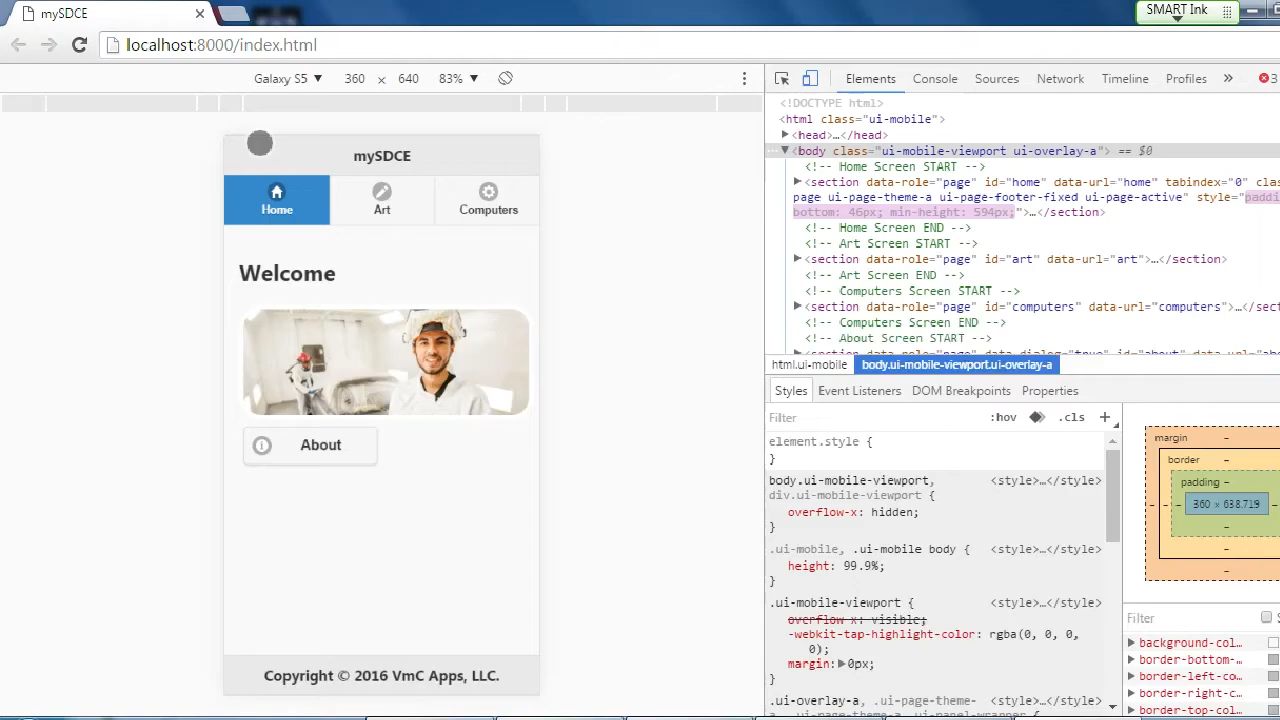 mySDCE
SMART Ink
localhost:8000/index.html
Galaxy S5 ▼ 360 x 640 83% ▼
Elements Console Sources Network Timeline Profiles » 3
mySDCE
Home Art Computers
Welcome
About
Copyright © 2016 VmC Apps, LLC.
<!DOCTYPE html>
<html class="ui-mobile">
<head>…</head>
<body class="ui-mobile-viewport ui-overlay-a"> == $0
<!-- Home Screen START -->
<section data-role="page" id="home" data-url="home" tabindex="0" clas
page ui-page-theme-a ui-page-footer-fixed ui-page-active" style="paddi
bottom: 46px; min-height: 594px;">…</section>
<!-- Home Screen END -->
<!-- Art Screen START -->
<section data-role="page" id="art" data-url="art">…</section>
<!-- Art Screen END -->
<!-- Computers Screen START -->
<section data-role="page" id="computers" data-url="computers">…</secti
<!-- Computers Screen END -->
<!-- About Screen START -->
html.ui-mobile body.ui-mobile-viewport.ui-overlay-a
Styles Event Listeners DOM Breakpoints Properties
Filter :hov .cls +
element.style {
}
body.ui-mobile-viewport, <style>…</style>
div.ui-mobile-viewport {
overflow-x: hidden;
}
.ui-mobile, .ui-mobile body { <style>…</style>
height: 99.9%;
}
.ui-mobile-viewport { <style>…</style>
overflow-x: visible;
-webkit-tap-highlight-color: rgba(0, 0, 0,
0);
margin: 0px;
}
.ui-overlay-a, .ui-page-theme- <style>…</style>
margin –
border –
padding –
– – – 360 × 638.719 –
–
–
–
Filter S
background-col…
border-bottom-…
border-left-co…
border-right-c…
border-top-col…